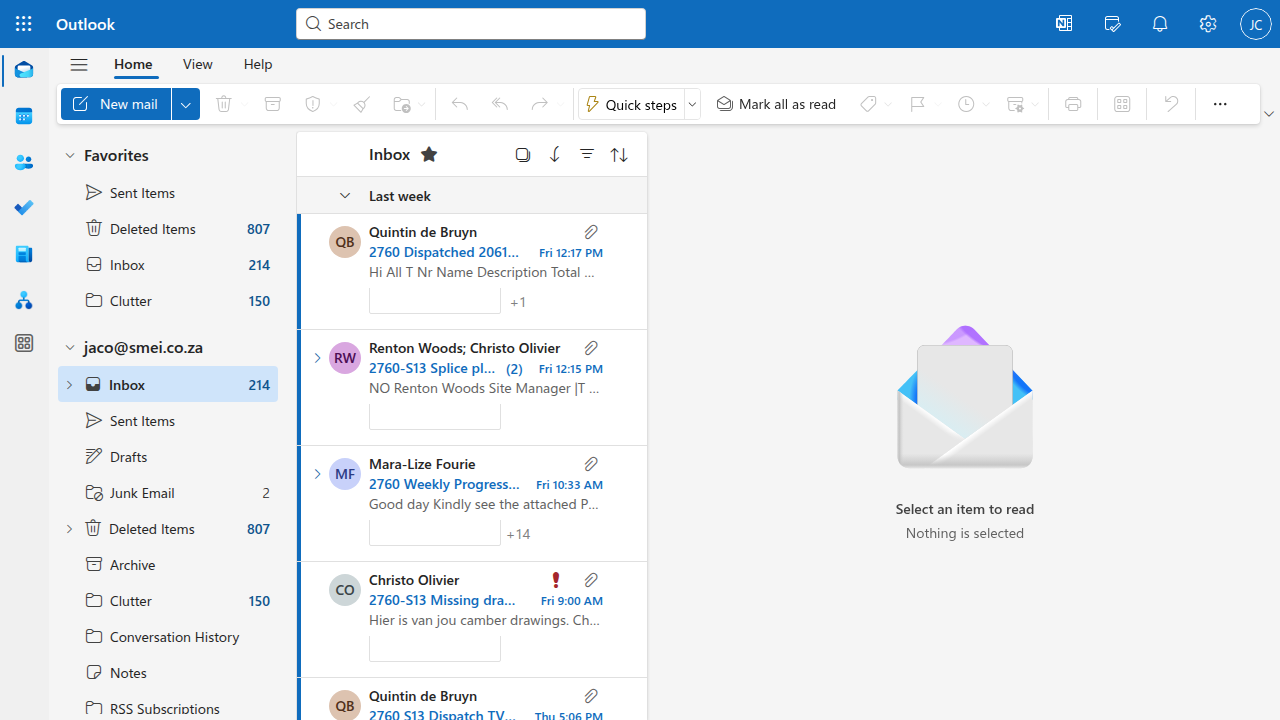 Outlook
Search
JC
Home View Help
New mail
Quick steps
Mark all as read
Favorites
Sent Items
Deleted Items 807
Inbox 214
Clutter 150
jaco@smei.co.za
Inbox 214
Sent Items
Drafts
Junk Email 2
Deleted Items 807
Archive
Clutter 150
Conversation History
Notes
RSS Subscriptions
Inbox
Last week
QB
Quintin de Bruyn
2760 Dispatched 2061... Fri 12:17 PM
Hi All T Nr Name Description Total ...
+1
RW
Renton Woods; Christo Olivier
2760-S13 Splice pl... (2) Fri 12:15 PM
NO Renton Woods Site Manager |T ...
MF
Mara-Lize Fourie
2760 Weekly Progress... Fri 10:33 AM
Good day Kindly see the attached P...
+14
CO
Christo Olivier
2760-S13 Missing dra... Fri 9:00 AM
Hier is van jou camber drawings. Ch...
QB
Quintin de Bruyn
2760 S13 Dispatch TV... Thu 5:06 PM
Select an item to read
Nothing is selected